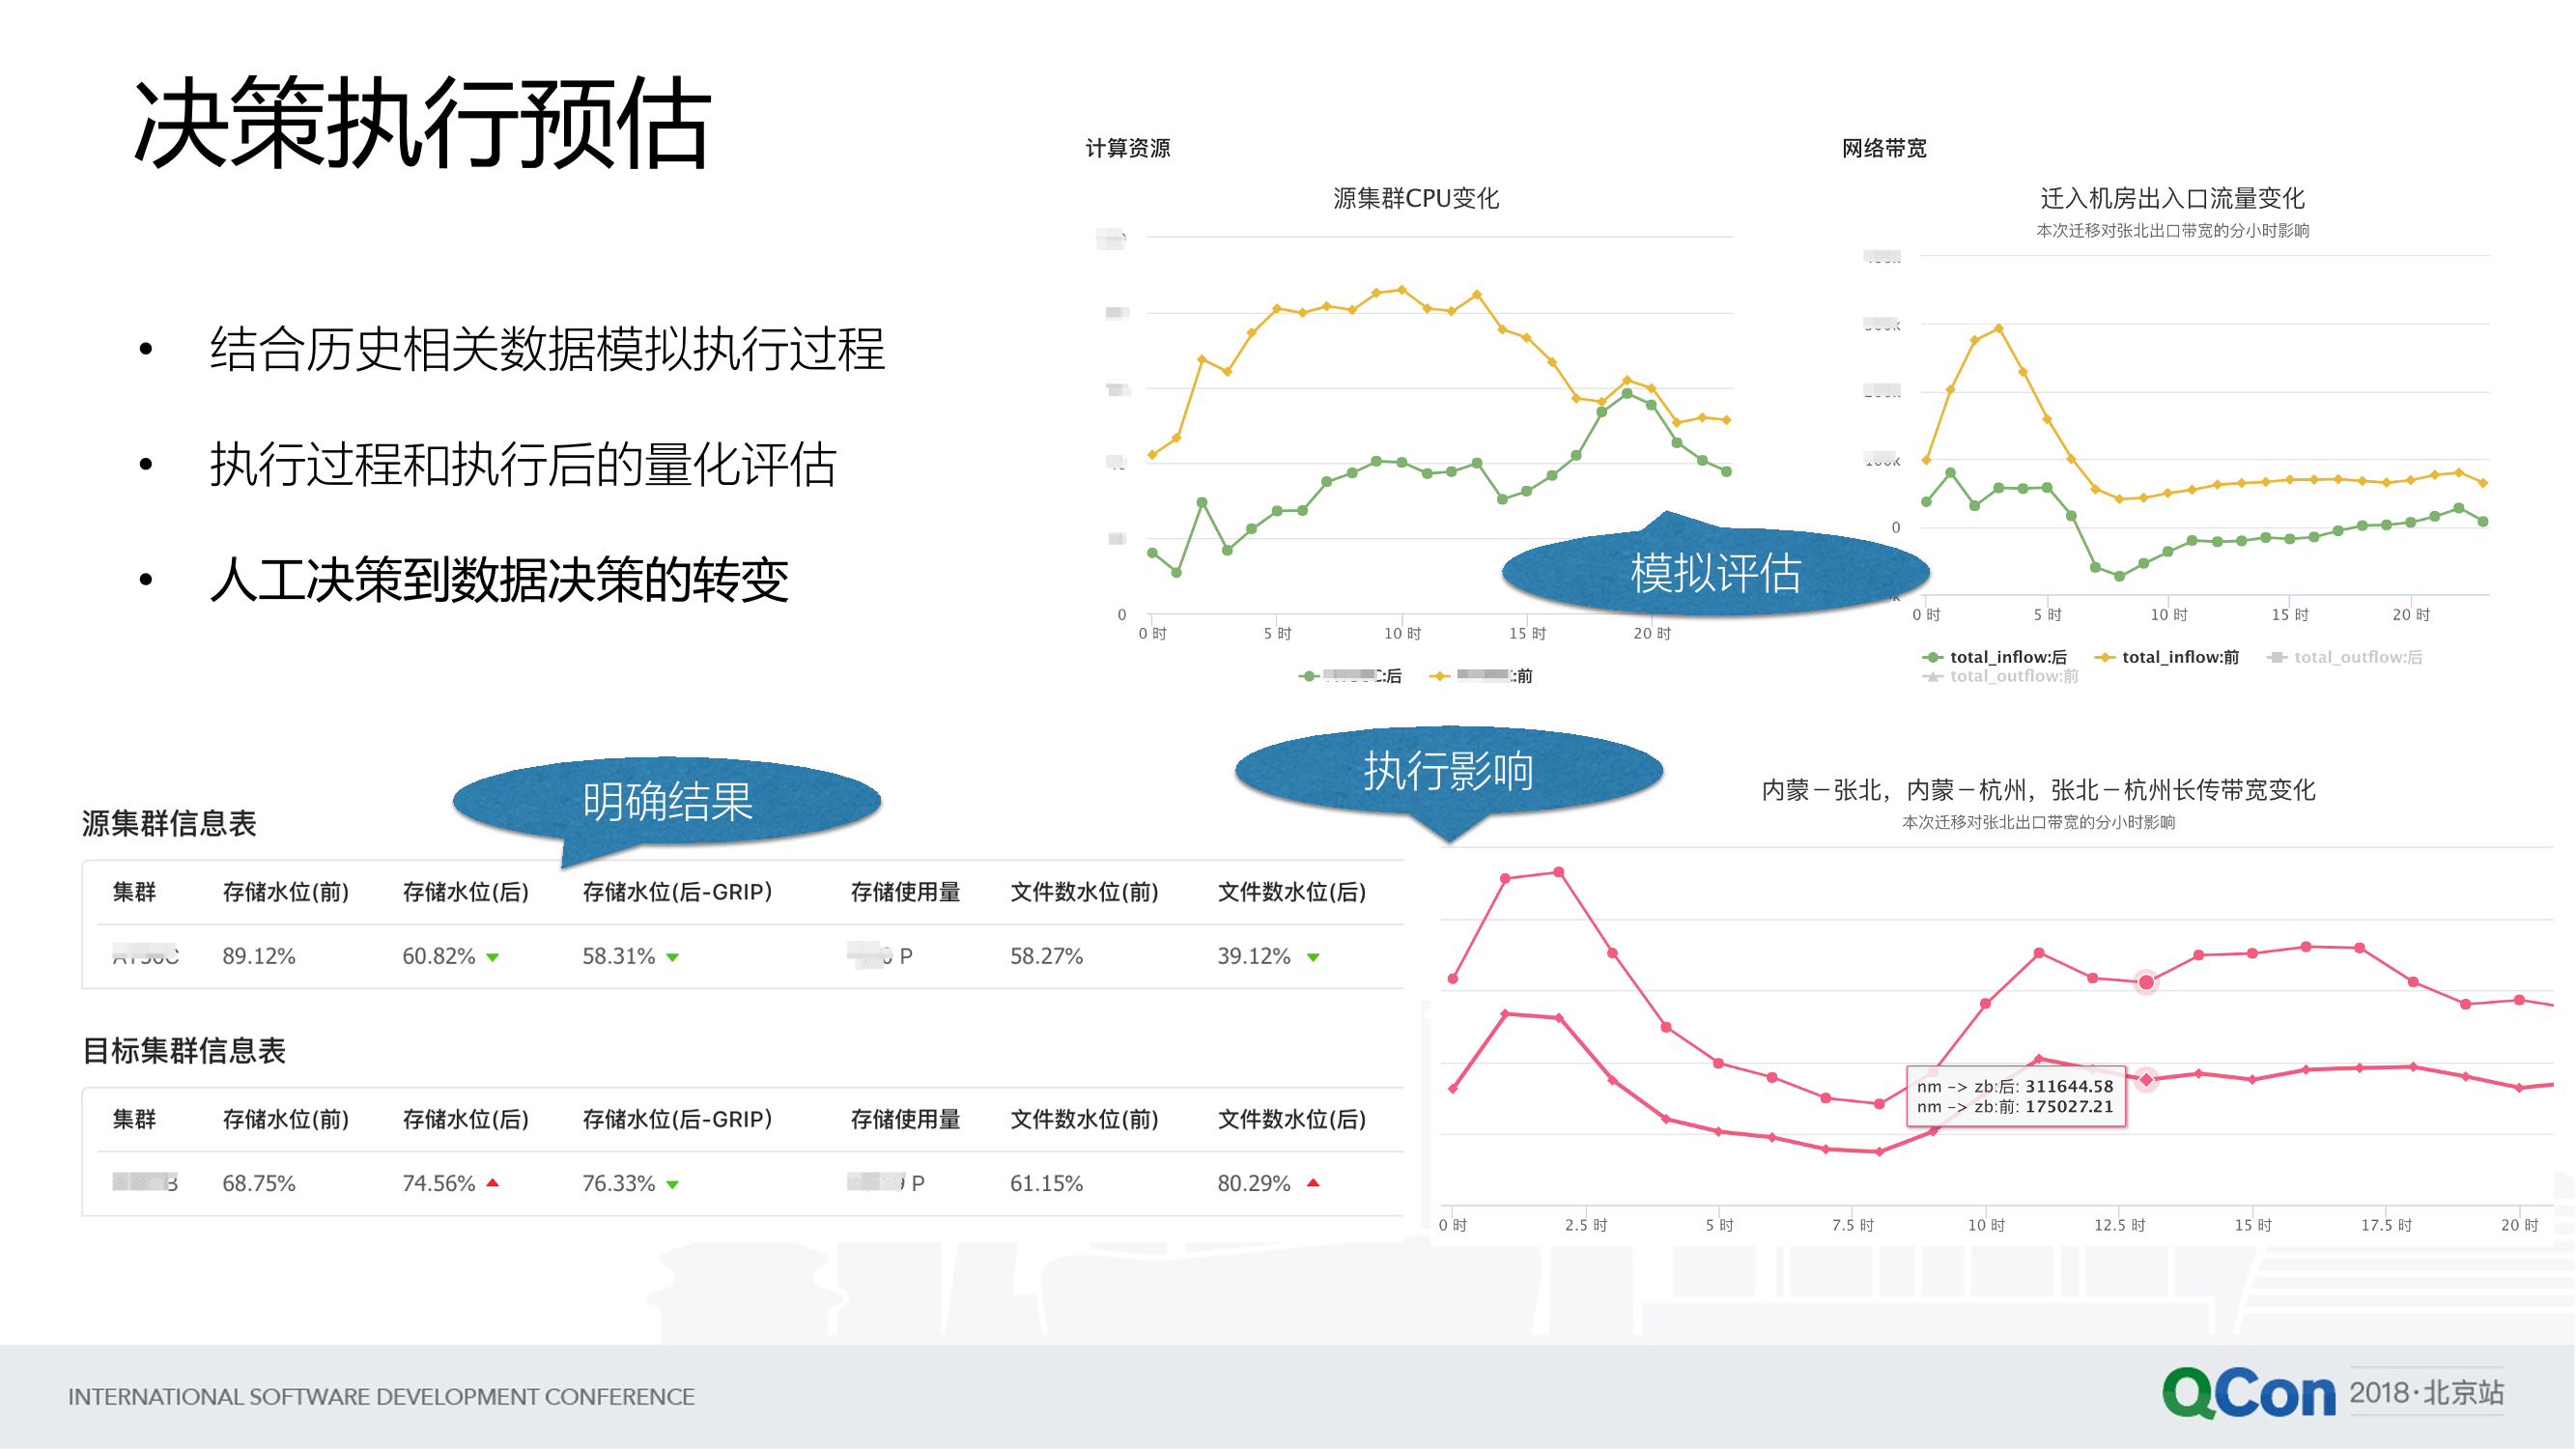 决策执行预估
• 结合历史相关数据模拟执行过程
• 执行过程和执行后的量化评估
• 人工决策到数据决策的转变
计算资源
源集群CPU变化
0
0 时 5 时 10 时 15 时 20 时
:后 :前
网络带宽
迁入机房出入口流量变化
本次迁移对张北出口带宽的分小时影响
0
0 时 5 时 10 时 15 时 20 时
total_inflow:后 total_inflow:前 total_outflow:后
total_outflow:前
模拟评估
明确结果
执行影响
源集群信息表
集群 存储水位(前) 存储水位(后) 存储水位(后-GRIP) 存储使用量 文件数水位(前) 文件数水位(后)
89.12% 60.82% 58.31% P 58.27% 39.12%
目标集群信息表
集群 存储水位(前) 存储水位(后) 存储水位(后-GRIP) 存储使用量 文件数水位(前) 文件数水位(后)
68.75% 74.56% 76.33% P 61.15% 80.29%
内蒙－张北，内蒙－杭州，张北－杭州长传带宽变化
本次迁移对张北出口带宽的分小时影响
nm -> zb:后: 311644.58
nm -> zb:前: 175027.21
0 时 2.5 时 5 时 7.5 时 10 时 12.5 时 15 时 17.5 时 20 时
INTERNATIONAL SOFTWARE DEVELOPMENT CONFERENCE
QCon 2018·北京站